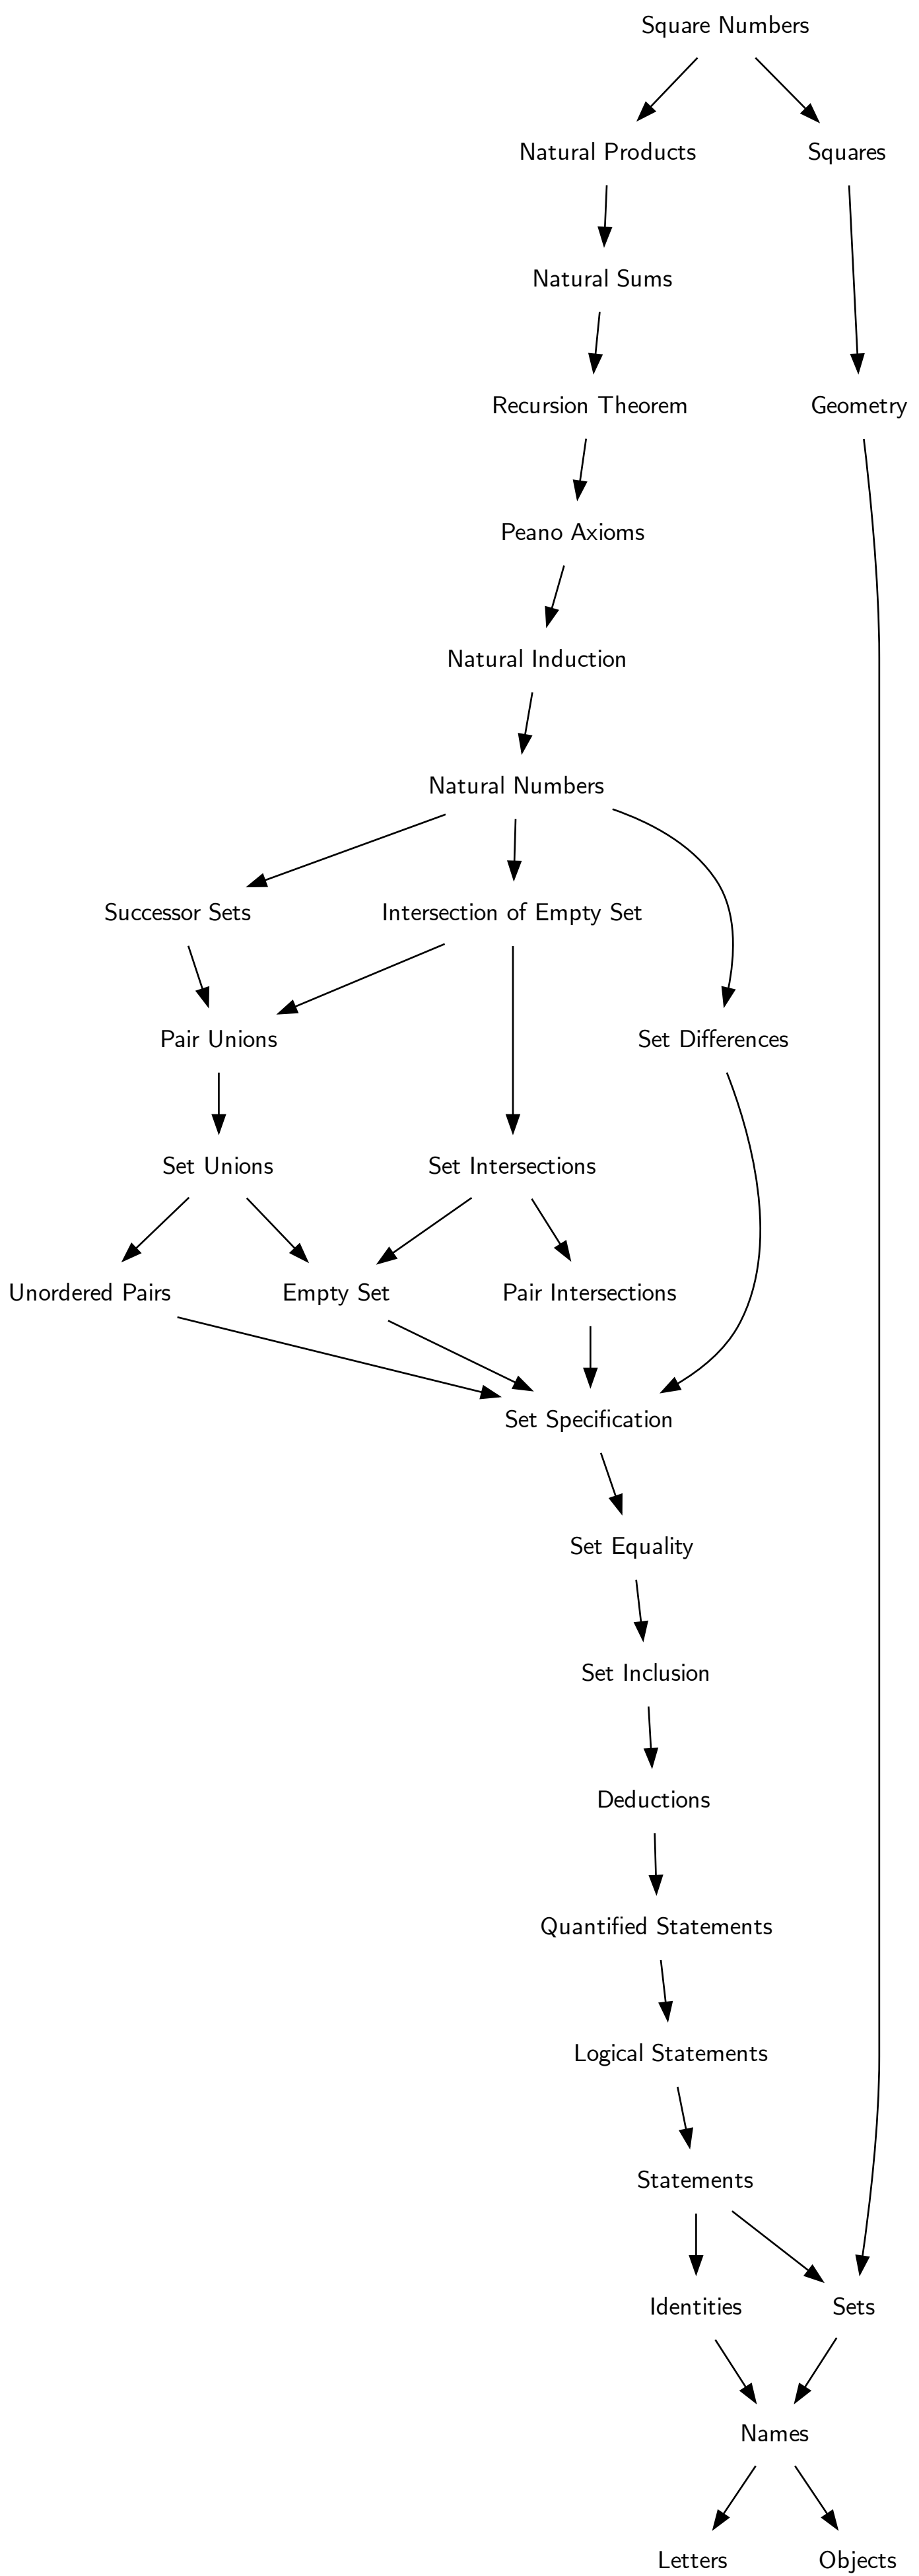 Square Numbers
Natural Products
Squares
Natural Sums
Recursion Theorem
Geometry
Peano Axioms
Natural Induction
Natural Numbers
Successor Sets
Intersection of Empty Set
Pair Unions
Set Differences
Set Unions
Set Intersections
Unordered Pairs
Empty Set
Pair Intersections
Set Specification
Set Equality
Set Inclusion
Deductions
Quantified Statements
Logical Statements
Statements
Identities
Sets
Names
Letters
Objects